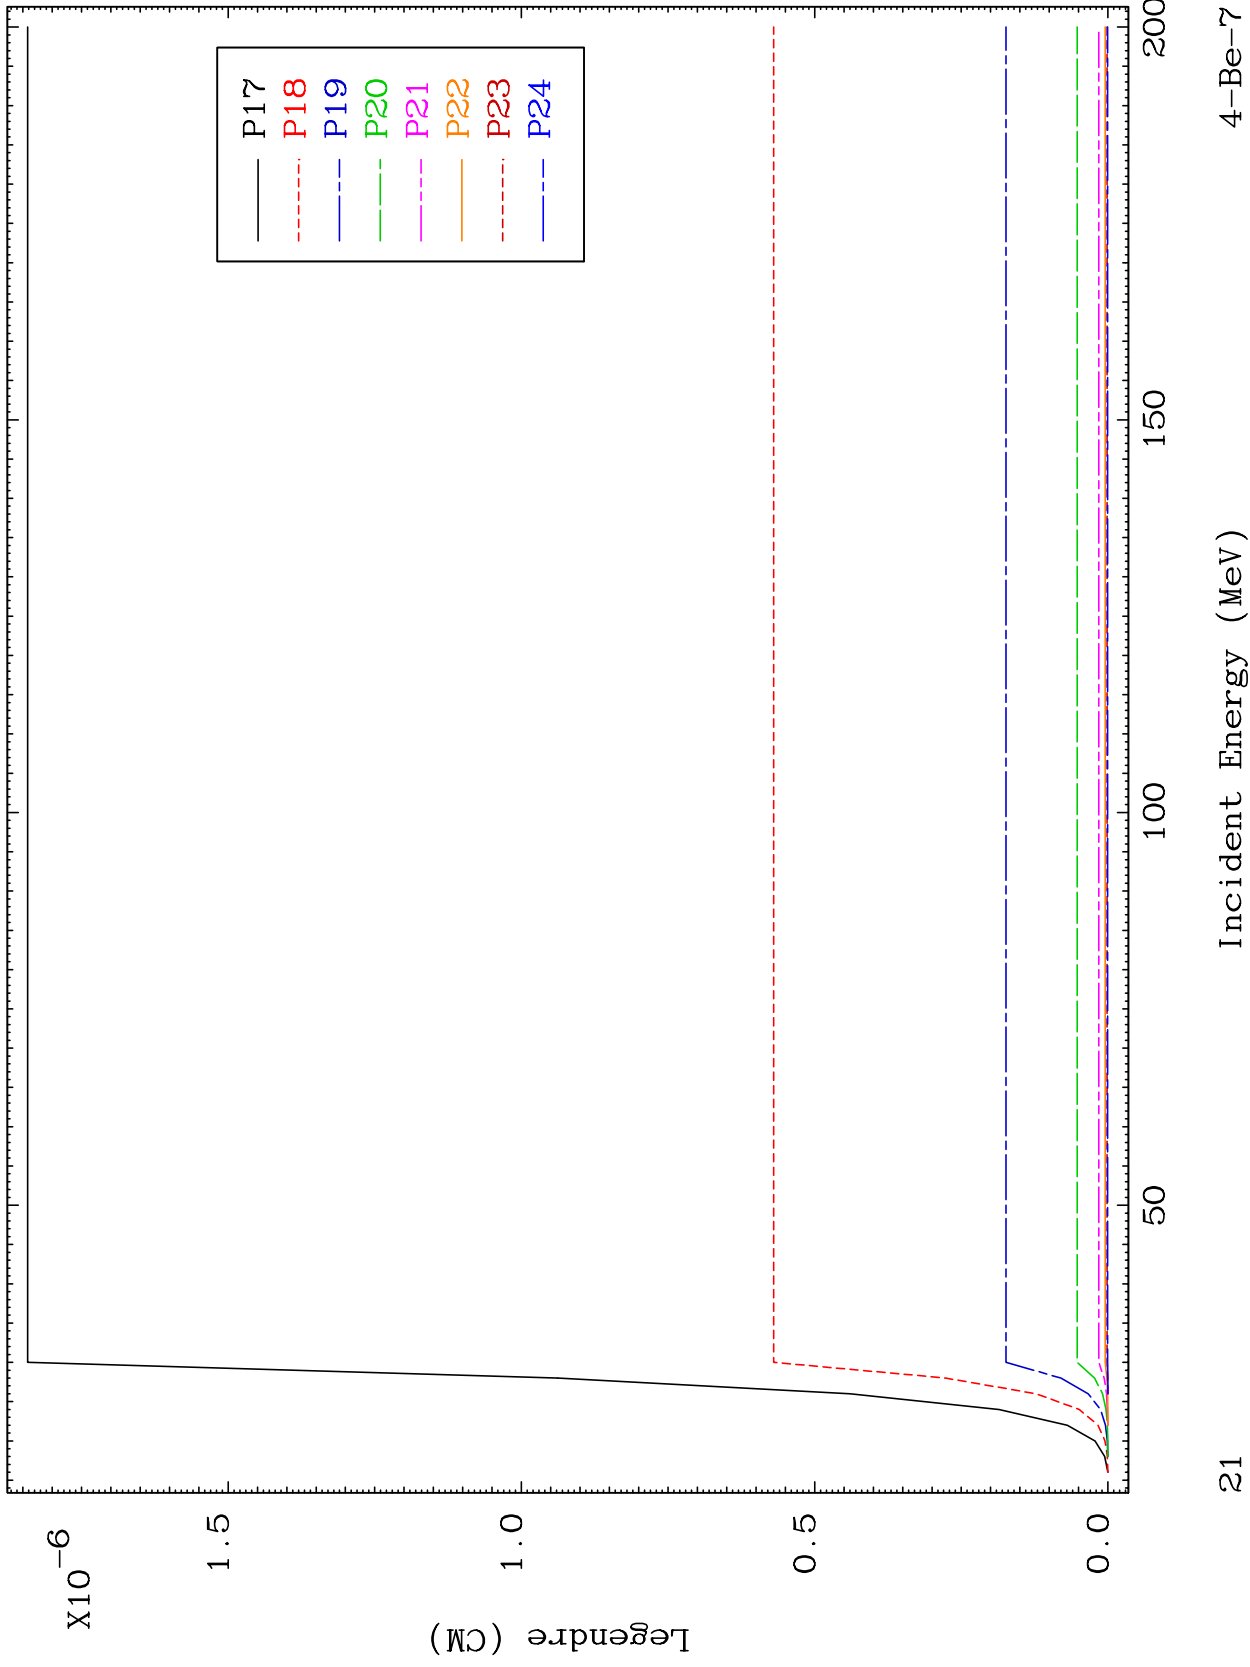 X10
-6
1.5
1.0
0.5
0.0
Legendre (CM)
P17
P18
P19
P20
P21
P22
P23
P24
50
100
150
200
Incident Energy (MeV)
21
4-Be-7